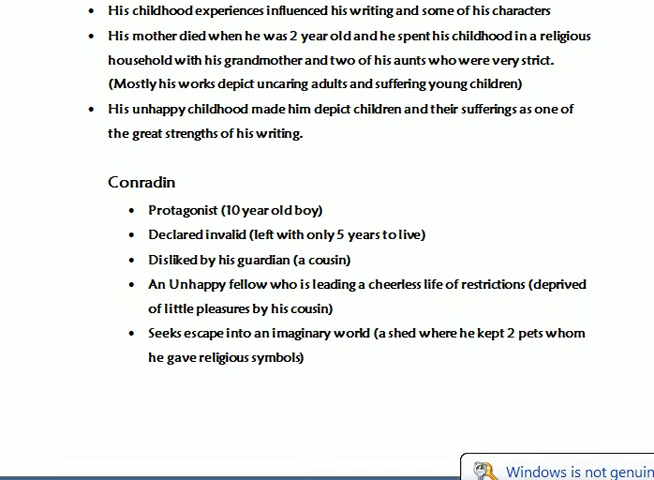 • His childhood experiences influenced his writing and some of his characters
• His mother died when he was 2 year old and he spent his childhood in a religious
household with his grandmother and two of his aunts who were very strict.
(Mostly his works depict uncaring adults and suffering young children)
• His unhappy childhood made him depict children and their sufferings as one of
the great strengths of his writing.
Conradin
• Protagonist (10 year old boy)
• Declared invalid (left with only 5 years to live)
• Disliked by his guardian (a cousin)
• An Unhappy fellow who is leading a cheerless life of restrictions (deprived
of little pleasures by his cousin)
• Seeks escape into an imaginary world (a shed where he kept 2 pets whom
he gave religious symbols)
Windows is not genuin